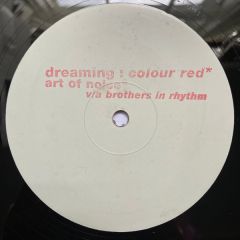 dreaming : colour red*
art of noise
v/a brothers in rhythm